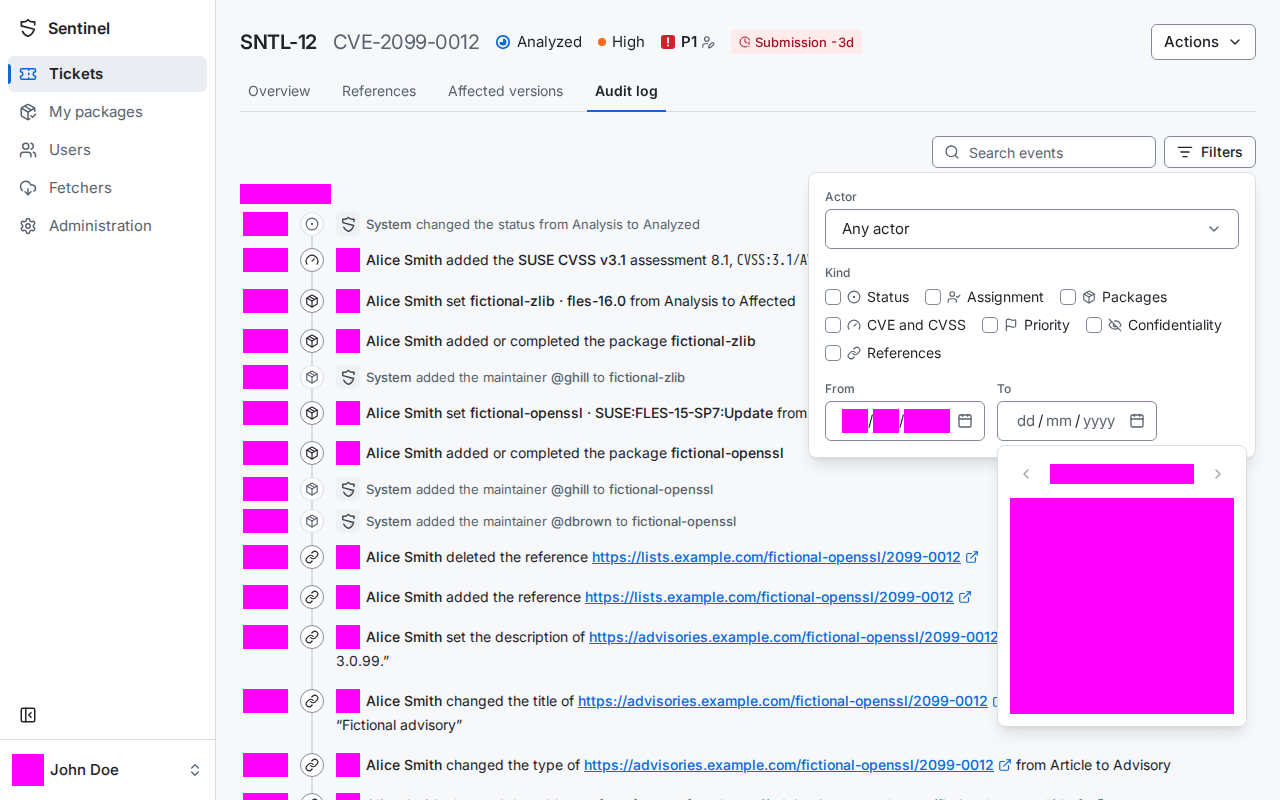 Sentinel
Tickets
My packages
Users
Fetchers
Administration
John Doe
SNTL-12 CVE-2099-0012 Analyzed High P1 Submission -3d
Actions
Overview References Affected versions Audit log
Search events
Filters
System changed the status from Analysis to Analyzed
Alice Smith added the SUSE CVSS v3.1 assessment 8.1, CVSS:3.1/A
Alice Smith set fictional-zlib · fles-16.0 from Analysis to Affected
Alice Smith added or completed the package fictional-zlib
System added the maintainer @ghill to fictional-zlib
Alice Smith set fictional-openssl · SUSE:FLES-15-SP7:Update from
Alice Smith added or completed the package fictional-openssl
System added the maintainer @ghill to fictional-openssl
System added the maintainer @dbrown to fictional-openssl
Alice Smith deleted the reference https://lists.example.com/fictional-openssl/2099-0012
Alice Smith added the reference https://lists.example.com/fictional-openssl/2099-0012
Alice Smith set the description of https://advisories.example.com/fictional-openssl/2099-0012
3.0.99.”
Alice Smith changed the title of https://advisories.example.com/fictional-openssl/2099-0012
“Fictional advisory”
Alice Smith changed the type of https://advisories.example.com/fictional-openssl/2099-0012 from Article to Advisory
Actor
Any actor
Kind
Status Assignment Packages
CVE and CVSS Priority Confidentiality
References
From To
/ / dd/mm/yyyy